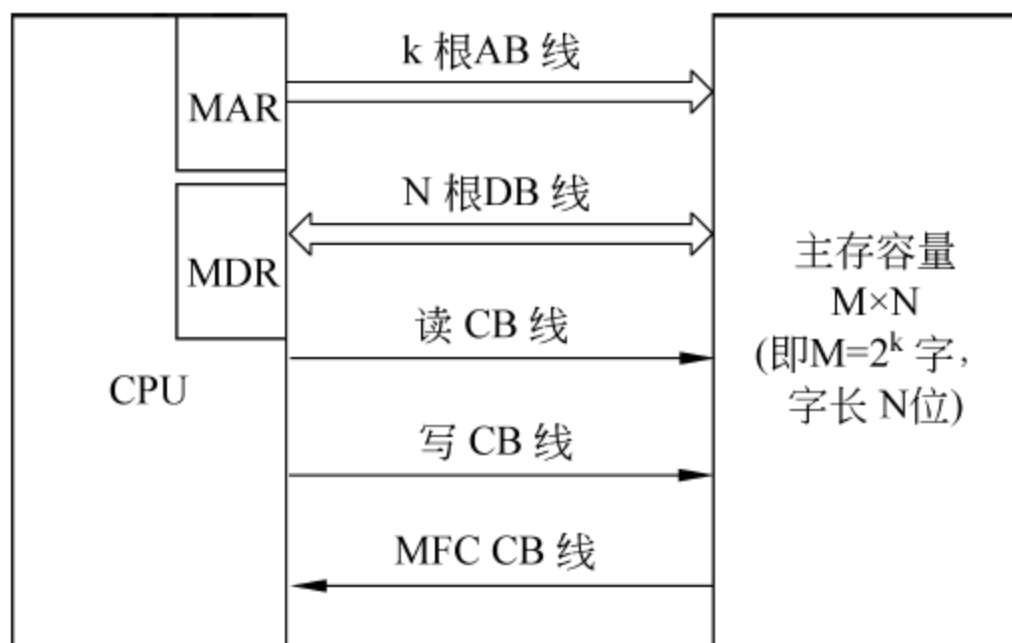 k 根AB 线
MAR
N 根DB 线
MDR
主存容量
M×N
(即M=2ᵏ 字，
字长 N位)
读 CB 线
CPU
写 CB 线
MFC CB 线